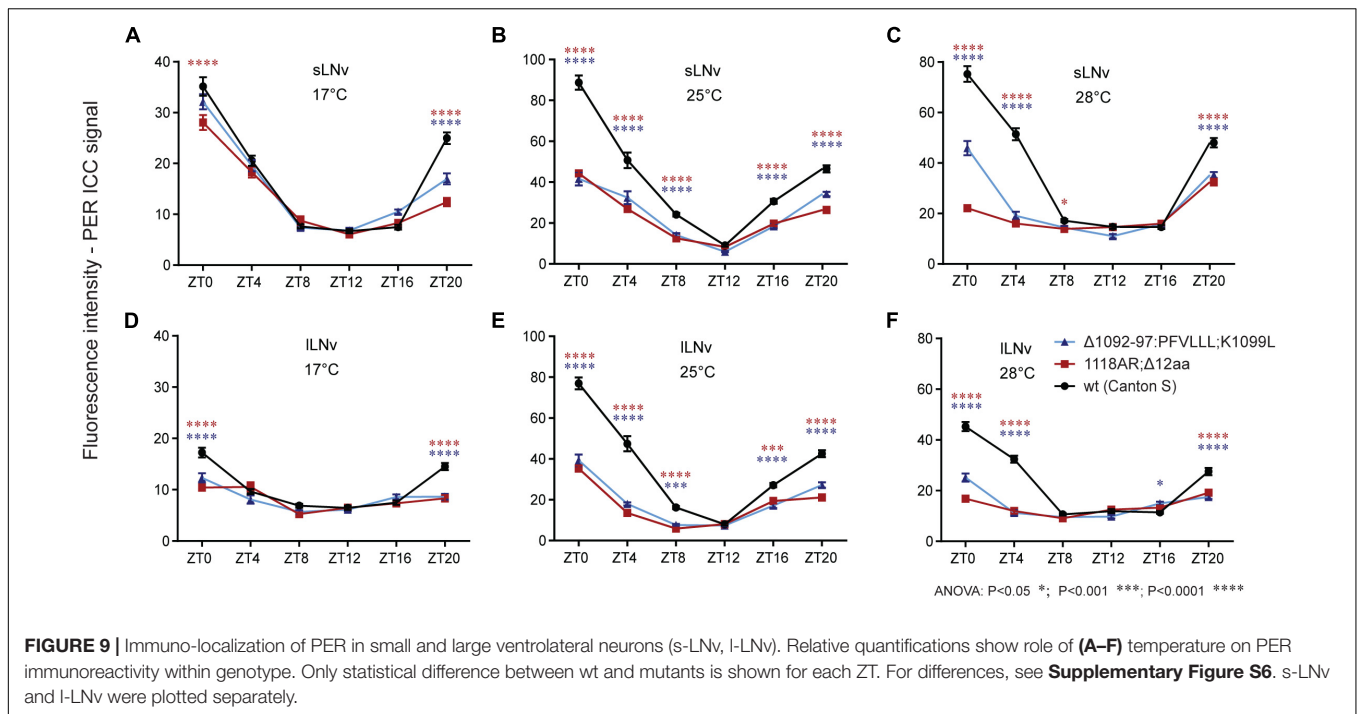 Fluorescence intensity - PER ICC signal
A
sLNv
17°C
****
****
****
40
30
20
10
0
ZT0 ZT4 ZT8 ZT12 ZT16 ZT20
B
sLNv
25°C
****
****
****
****
****
****
****
****
****
****
100
80
60
40
20
0
ZT0 ZT4 ZT8 ZT12 ZT16 ZT20
C
sLNv
28°C
****
****
****
****
*
****
****
80
60
40
20
0
ZT0 ZT4 ZT8 ZT12 ZT16 ZT20
D
lLNv
17°C
****
****
****
****
40
30
20
10
0
ZT0 ZT4 ZT8 ZT12 ZT16 ZT20
E
lLNv
25°C
****
****
****
****
****
***
***
****
****
****
100
80
60
40
20
0
ZT0 ZT4 ZT8 ZT12 ZT16 ZT20
F
lLNv
28°C
Δ1092-97:PFVLLL;K1099L
1118AR;Δ12aa
wt (Canton S)
****
****
****
****
*
****
****
80
60
40
20
0
ZT0 ZT4 ZT8 ZT12 ZT16 ZT20
ANOVA: P<0.05 *; P<0.001 ***; P<0.0001 ****
FIGURE 9 | Immuno-localization of PER in small and large ventrolateral neurons (s-LNv, l-LNv). Relative quantifications show role of (A–F) temperature on PER
immunoreactivity within genotype. Only statistical difference between wt and mutants is shown for each ZT. For differences, see Supplementary Figure S6. s-LNv
and l-LNv were plotted separately.